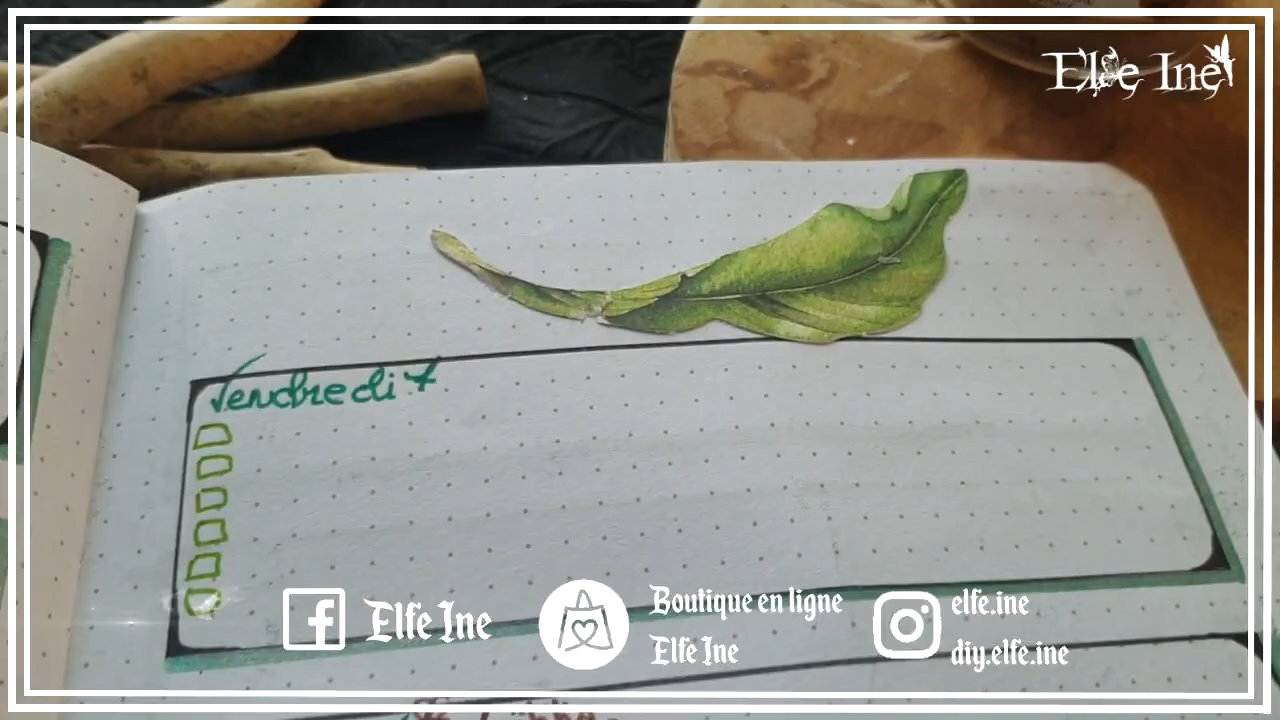 Elfe Ine
Vendredi 7
Elfe Ine
Boutique en ligne
Elfe Ine
elfe.ine
diy.elfe.ine